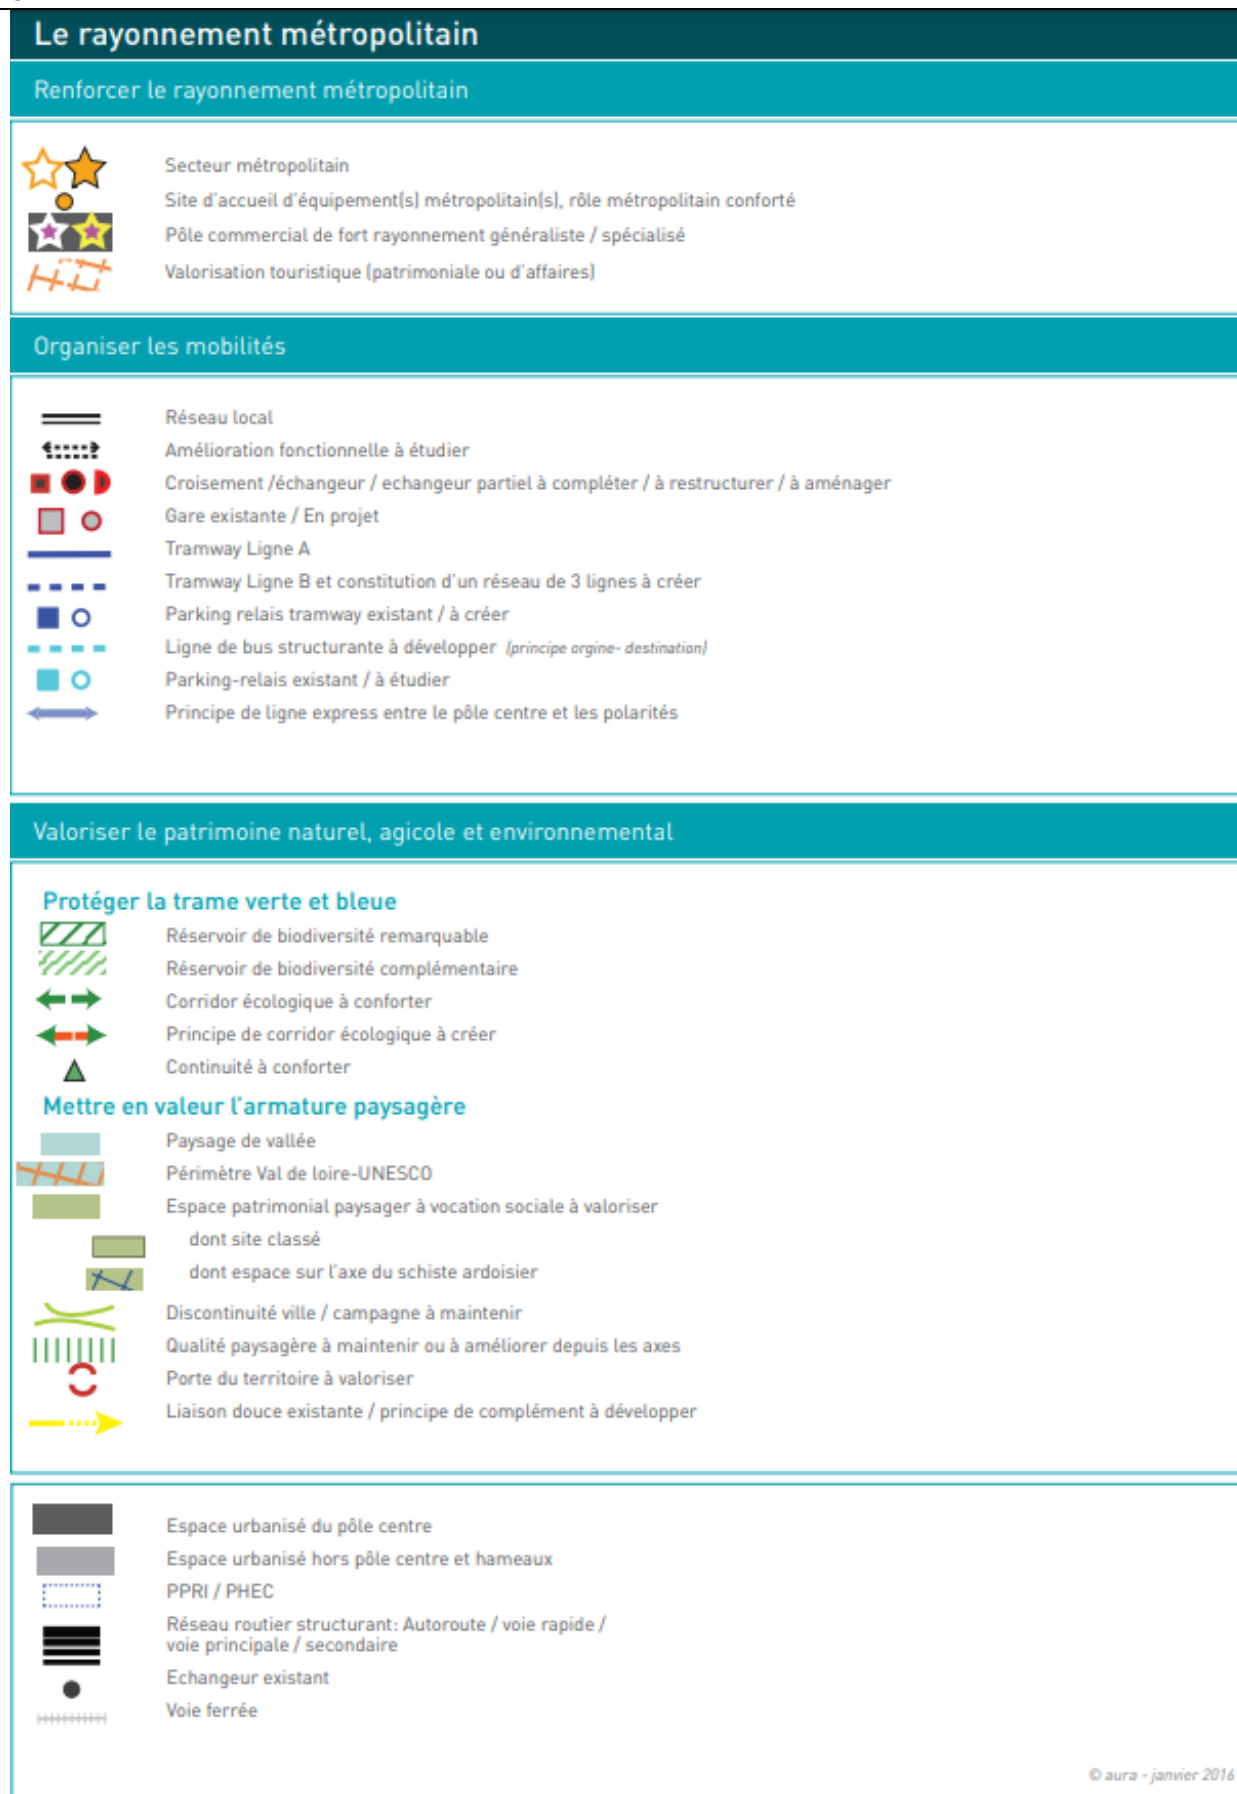 Le rayonnement métropolitain
Renforcer le rayonnement métropolitain
Secteur métropolitain
Site d'accueil d'équipement(s) métropolitain(s), rôle métropolitain conforté
Pôle commercial de fort rayonnement généraliste / spécialisé
Valorisation touristique (patrimoniale ou d'affaires)
Organiser les mobilités
Réseau local
Amélioration fonctionnelle à étudier
Croisement /échangeur / echangeur partiel à compléter / à restructurer / à aménager
Gare existante / En projet
Tramway Ligne A
Tramway Ligne B et constitution d'un réseau de 3 lignes à créer
Parking relais tramway existant / à créer
Ligne de bus structurante à développer (principe orgine- destination)
Parking-relais existant / à étudier
Principe de ligne express entre le pôle centre et les polarités
Valoriser le patrimoine naturel, agicole et environnemental
Protéger la trame verte et bleue
Réservoir de biodiversité remarquable
Réservoir de biodiversité complémentaire
Corridor écologique à conforter
Principe de corridor écologique à créer
Continuité à conforter
Mettre en valeur l'armature paysagère
Paysage de vallée
Périmètre Val de loire-UNESCO
Espace patrimonial paysager à vocation sociale à valoriser
dont site classé
dont espace sur l'axe du schiste ardoisier
Discontinuité ville / campagne à maintenir
Qualité paysagère à maintenir ou à améliorer depuis les axes
Porte du territoire à valoriser
Liaison douce existante / principe de complément à développer
Espace urbanisé du pôle centre
Espace urbanisé hors pôle centre et hameaux
PPRI / PHEC
Réseau routier structurant: Autoroute / voie rapide /
voie principale / secondaire
Echangeur existant
Voie ferrée
© aura - janvier 2016